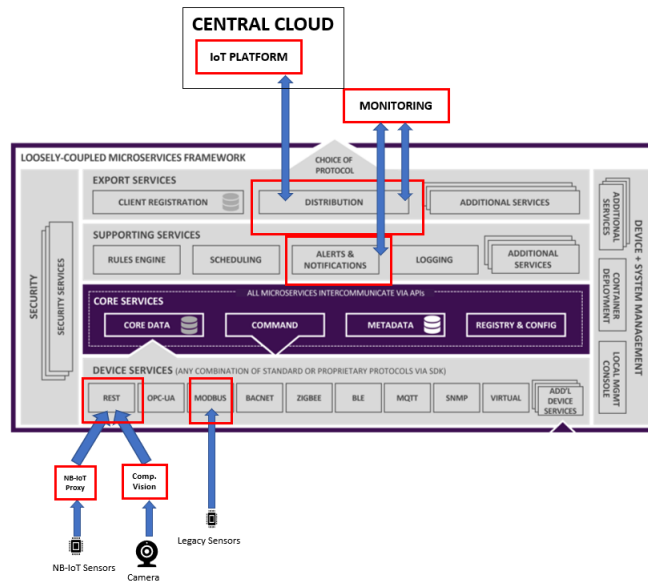 CENTRAL CLOUD
IoT PLATFORM
MONITORING
LOOSELY-COUPLED MICROSERVICES FRAMEWORK
CHOICE OF
PROTOCOL
EXPORT SERVICES
CLIENT REGISTRATION
DISTRIBUTION
ADDITIONAL SERVICES
SUPPORTING SERVICES
RULES ENGINE
SCHEDULING
ALERTS &
NOTIFICATIONS
LOGGING
ADDITIONAL
SERVICES
ALL MICROSERVICES INTERCOMMUNICATE VIA APIs
CORE SERVICES
CORE DATA
COMMAND
METADATA
REGISTRY & CONFIG
DEVICE SERVICES (ANY COMBINATION OF STANDARD OR PROPRIETARY PROTOCOLS VIA SDK)
REST
OPC-UA
MODBUS
BACNET
ZIGBEE
BLE
MQTT
SNMP
VIRTUAL
ADD'L
DEVICE
SERVICES
SECURITY
SECURITY SERVICES
ADDITIONAL
SERVICES
CONTAINER
DEPLOYMENT
LOCAL MGMT
CONSOLE
DEVICE + SYSTEM MANAGEMENT
NB-IoT
Proxy
Comp.
Vision
NB-IoT Sensors
Camera
Legacy Sensors